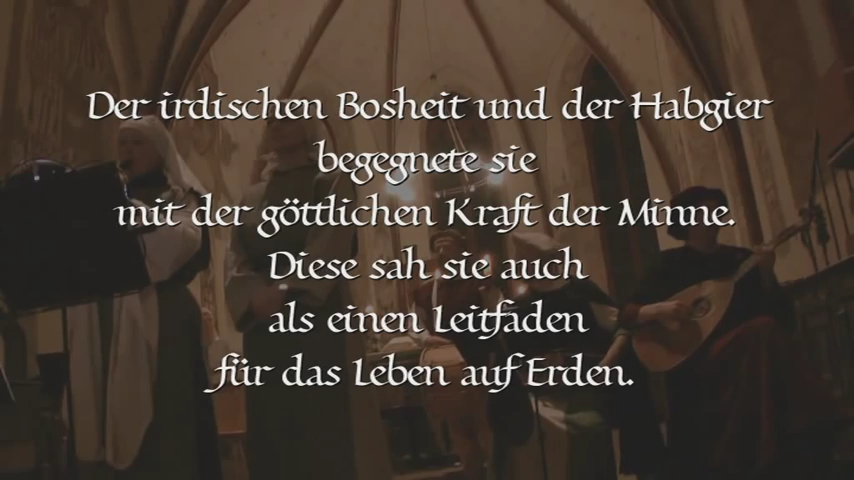 Der irdischen Bosheit und der Habgier
begegnete sie
mit der göttlichen Kraft der Minne.
Diese sah sie auch
als einen Leitfaden
für das Leben auf Erden.